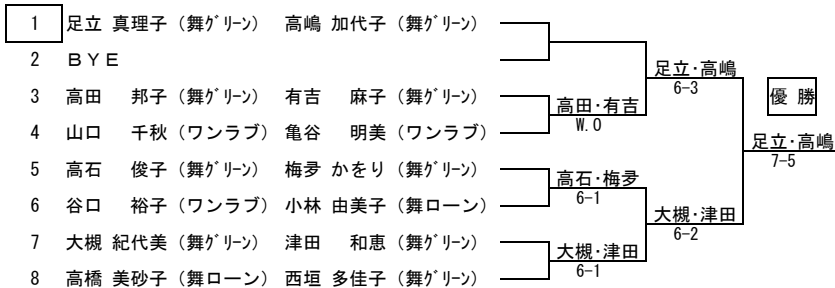 1 足立 真理子（舞ｸﾞﾘｰﾝ） 高嶋 加代子（舞ｸﾞﾘｰﾝ）
2 ＢＹＥ
足立・高嶋
6-3
3 高田 邦子（舞ｸﾞﾘｰﾝ） 有吉 麻子（舞ｸﾞﾘｰﾝ）
高田・有吉
W.O
優 勝
4 山口 千秋（ワンラブ） 亀谷 明美（ワンラブ）
足立・高嶋
7-5
5 高石 俊子（舞ｸﾞﾘｰﾝ） 梅夛 かをり（舞ｸﾞﾘｰﾝ）
高石・梅夛
6-1
6 谷口 裕子（ワンラブ） 小林 由美子（舞ローン）
大槻・津田
6-2
7 大槻 紀代美（舞ｸﾞﾘｰﾝ） 津田 和恵（舞ｸﾞﾘｰﾝ）
大槻・津田
6-1
8 高橋 美砂子（舞ローン） 西垣 多佳子（舞ｸﾞﾘｰﾝ）